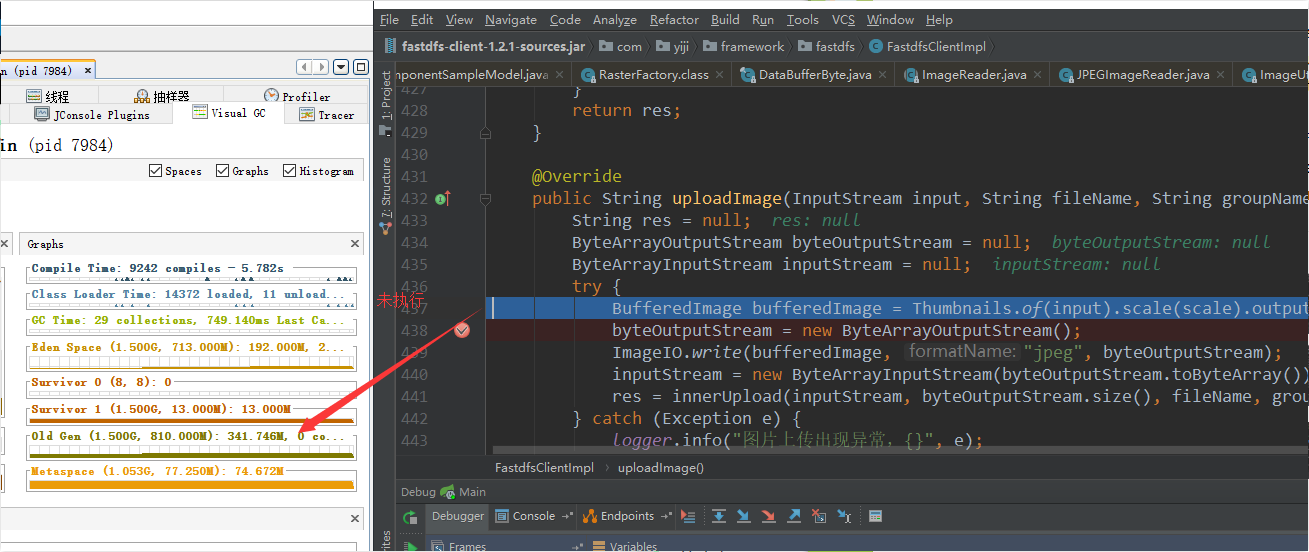 File Edit View Navigate Code Analyze Refactor Build Run Tools VCS Window Help
fastdfs-client-1.2.1-sources.jar com yiji framework fastdfs FastdfsClientImpl
n (pid 7984)
mponentSampleModel.java RasterFactory.class DataBufferByte.java ImageReader.java JPEGImageReader.java ImageUt
线程 抽样器 Profiler
JConsole Plugins Visual GC Tracer
in (pid 7984)
Spaces Graphs Histogram
Graphs
Compile Time: 9242 compiles - 5.782s
Class Loader Time: 14372 loaded, 11 unload...
GC Time: 29 collections, 749.140ms Last Ca...
Eden Space (1.500G, 713.000M): 192.000M, 2...
Survivor 0 (8, 8): 0
Survivor 1 (1.500G, 13.000M): 13.000M
Old Gen (1.500G, 810.000M): 341.746M, 0 co...
Metaspace (1.053G, 77.250M): 74.672M
1: Project
7: Structure
未执行
427 }
428 return res;
429 }
430
431 @Override
432 public String uploadImage(InputStream input, String fileName, String groupName
433 String res = null; res: null
434 ByteArrayOutputStream byteOutputStream = null; byteOutputStream: null
435 ByteArrayInputStream inputStream = null; inputStream: null
436 try {
437 BufferedImage bufferedImage = Thumbnails.of(input).scale(scale).output
438 byteOutputStream = new ByteArrayOutputStream();
439 ImageIO.write(bufferedImage, formatName: "jpeg", byteOutputStream);
440 inputStream = new ByteArrayInputStream(byteOutputStream.toByteArray())
441 res = innerUpload(inputStream, byteOutputStream.size(), fileName, grou
442 } catch (Exception e) {
443 logger.info("图片上传出现异常，{}", e);
FastdfsClientImpl uploadImage()
Debug Main
Debugger Console Endpoints
Frames Variables
rites